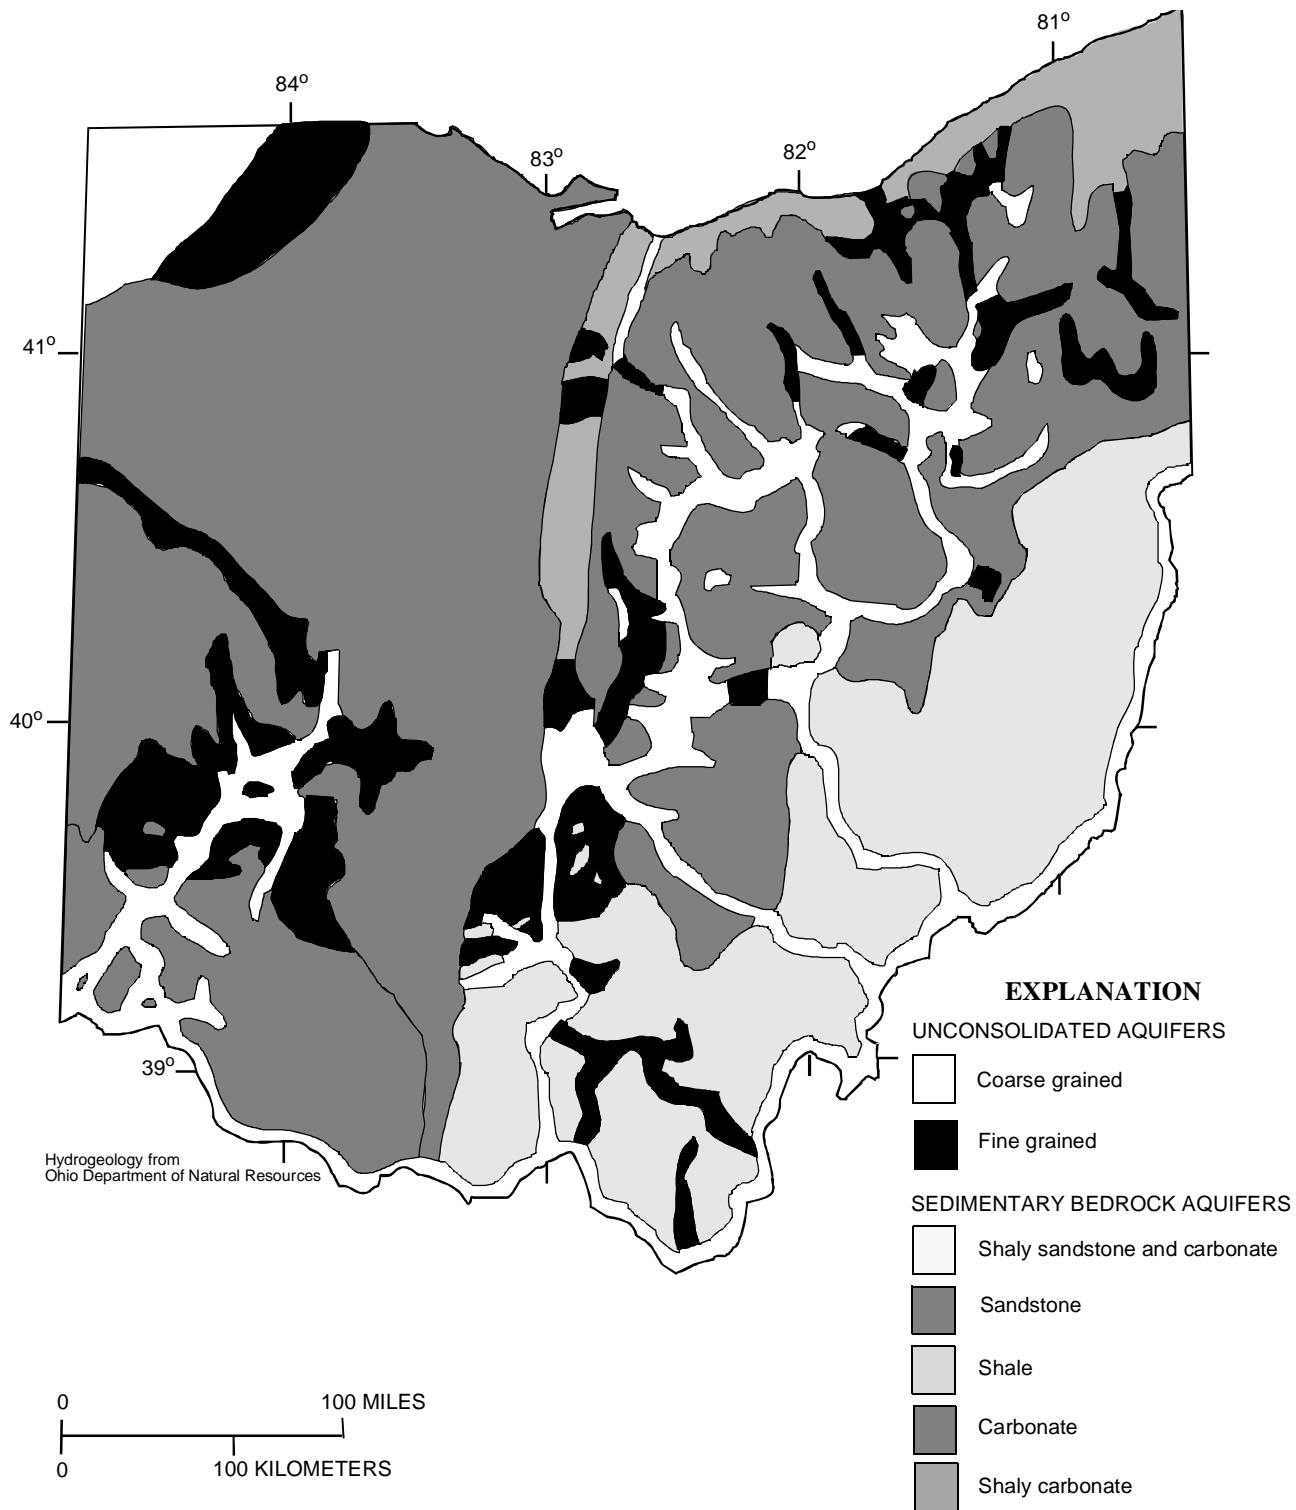 81°
84°
83°
82°
41°
40°
39°
Hydrogeology from
Ohio Department of Natural Resources
EXPLANATION
UNCONSOLIDATED AQUIFERS
Coarse grained
Fine grained
SEDIMENTARY BEDROCK AQUIFERS
Shaly sandstone and carbonate
Sandstone
Shale
Carbonate
Shaly carbonate
0 100 MILES
0 100 KILOMETERS